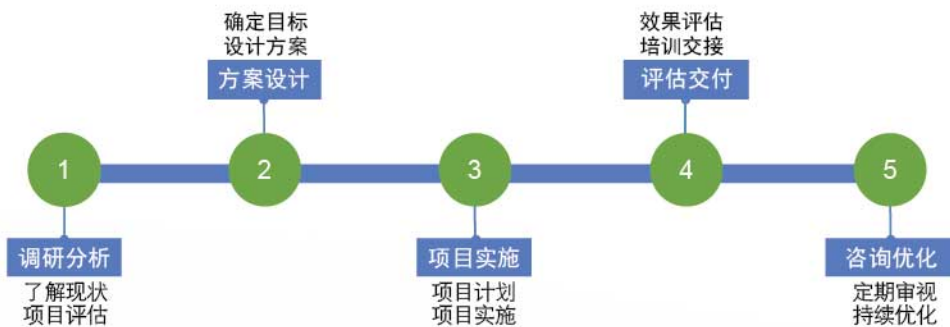 确定目标
设计方案
方案设计
效果评估
培训交接
评估交付
1
2
3
4
5
调研分析
了解现状
项目评估
项目实施
项目计划
项目实施
咨询优化
定期审视
持续优化